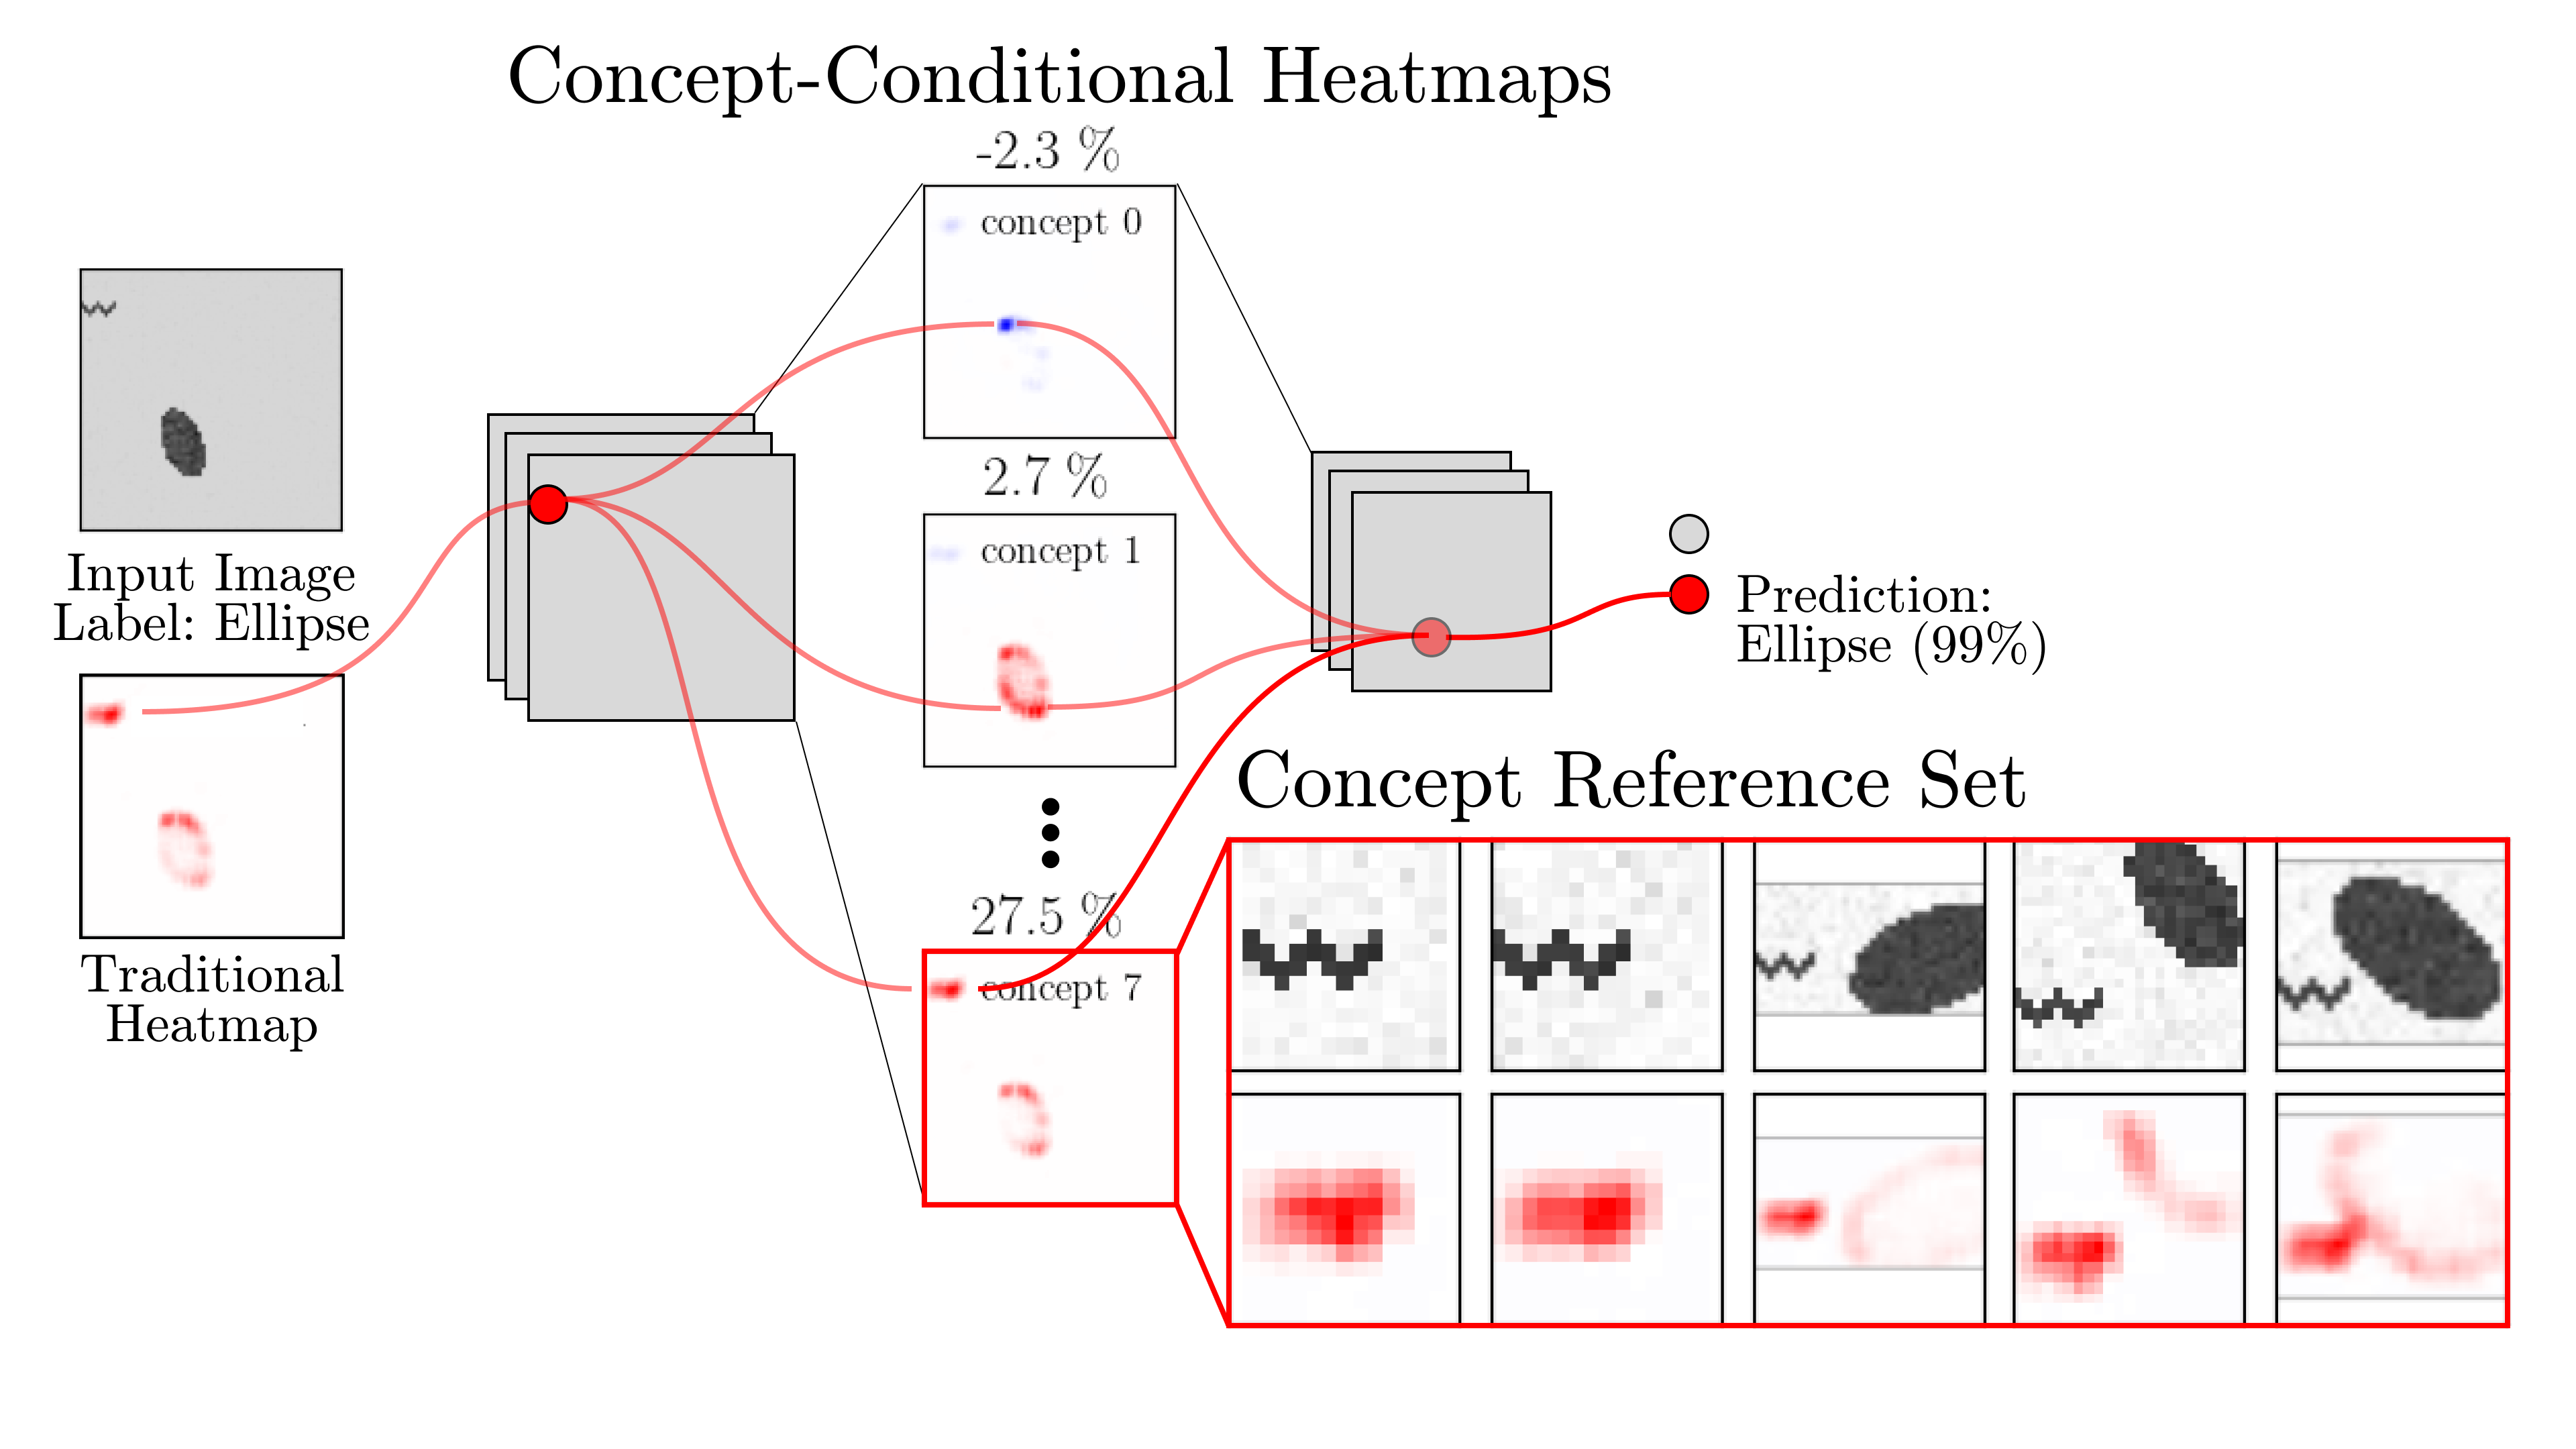 Concept-Conditional Heatmaps
-2.3 %
concept 0
2.7 %
concept 1
Input Image
Label: Ellipse
Prediction:
Ellipse (99%)
Traditional
Heatmap
27.5 %
concept 7
Concept Reference Set